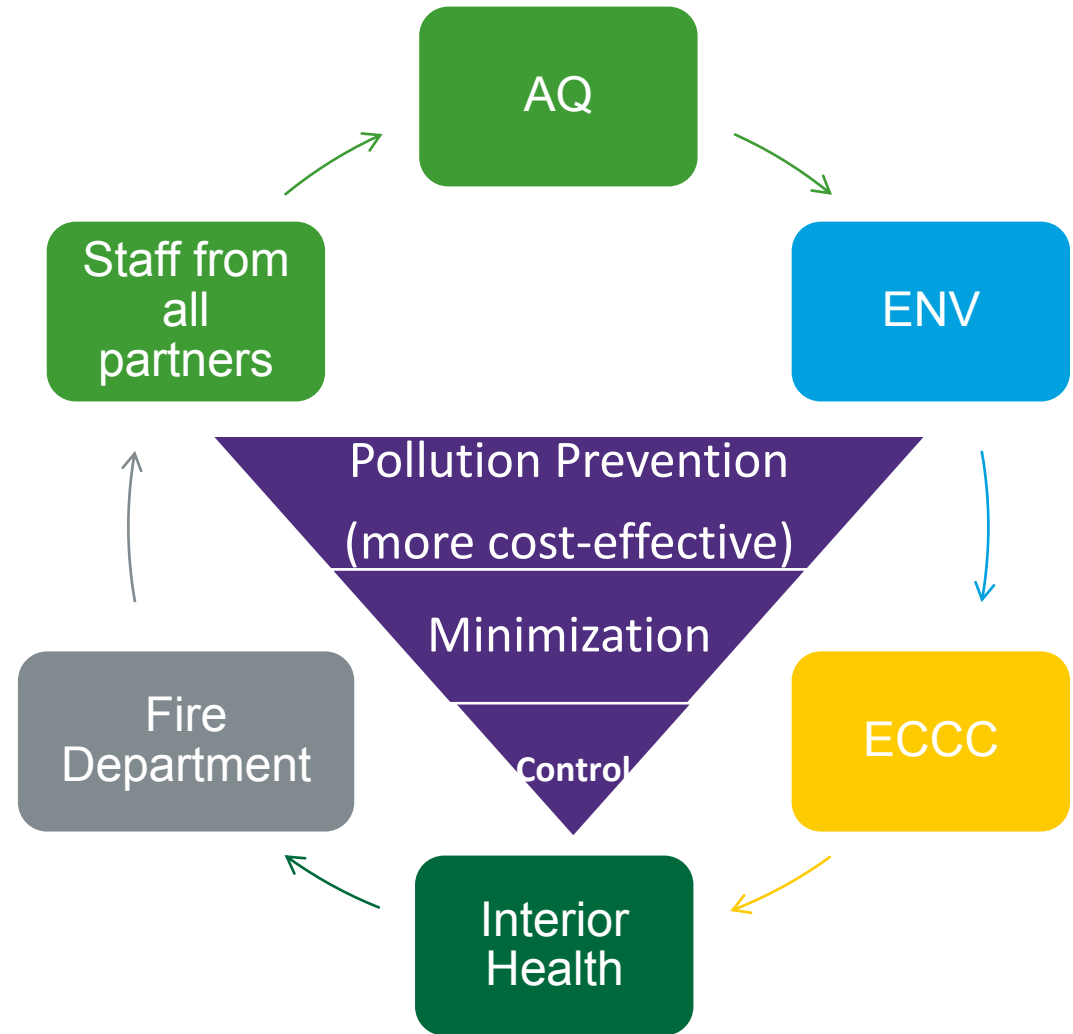 AQ
Staff from
all
partners
ENV
Pollution Prevention
(more cost-effective)
Minimization
Control
Fire
Department
ECCC
Interior
Health